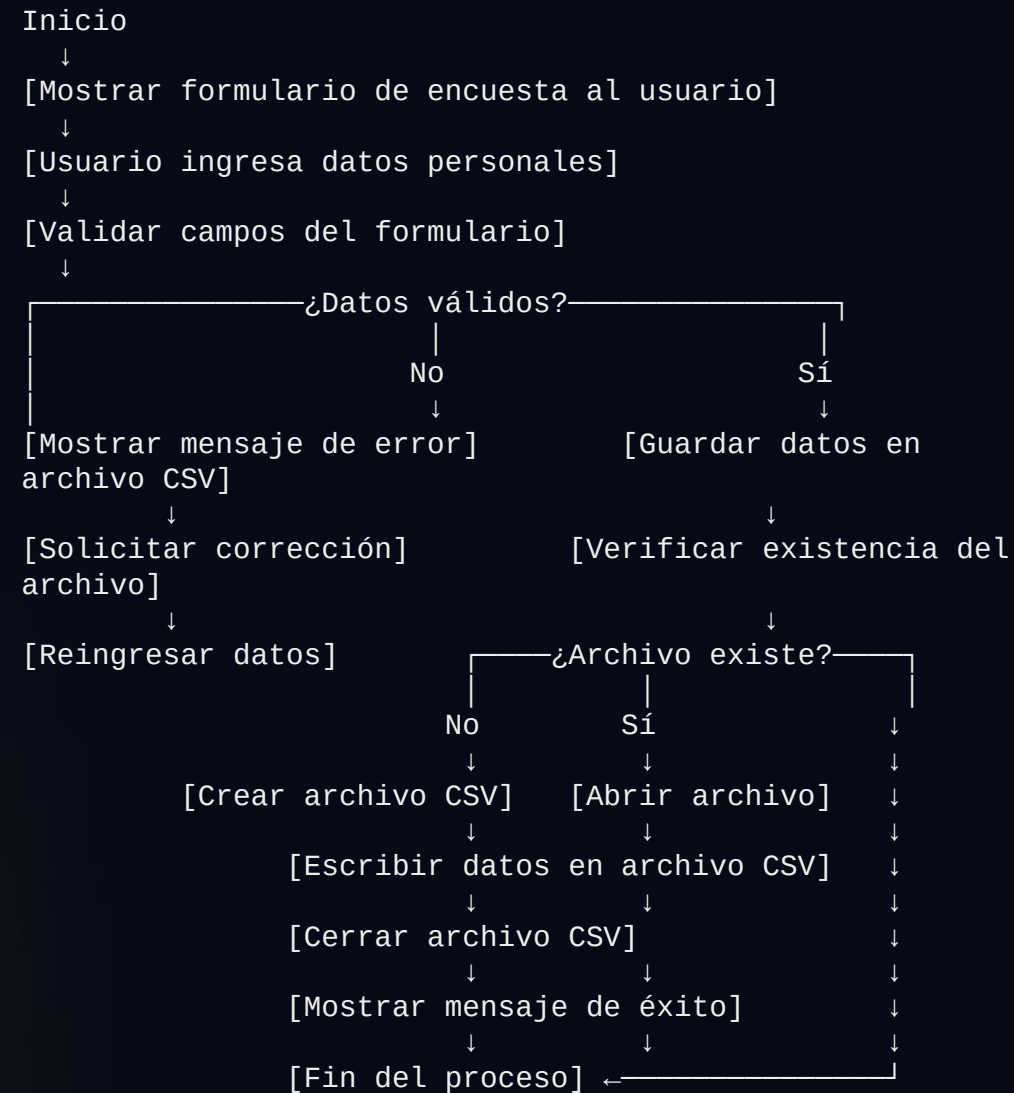 Inicio
↓
[Mostrar formulario de encuesta al usuario]
↓
[Usuario ingresa datos personales]
↓
[Validar campos del formulario]
↓
┌───────────────¿Datos válidos?───────────────┐
│ │ │
│ No Sí
│ ↓ ↓
[Mostrar mensaje de error] [Guardar datos en
archivo CSV]
↓ ↓
[Solicitar corrección] [Verificar existencia del
archivo]
↓ ↓
[Reingresar datos] ┌────¿Archivo existe?────┐
│ │ │
No Sí ↓
↓ ↓ ↓
[Crear archivo CSV] [Abrir archivo] ↓
↓ ↓ ↓
[Escribir datos en archivo CSV] ↓
↓ ↓ ↓
[Cerrar archivo CSV] ↓
↓ ↓ ↓
[Mostrar mensaje de éxito] ↓
↓ ↓ ↓
[Fin del proceso] ←───────────────┘